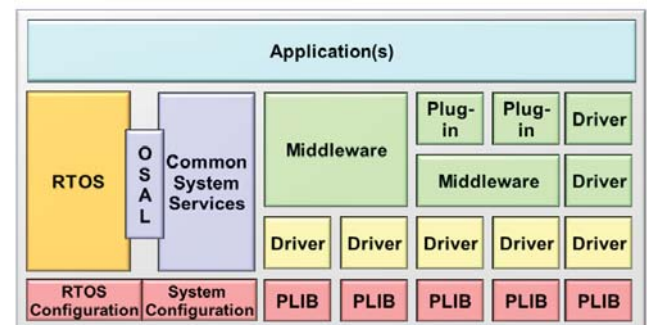 Application(s)
RTOS
O
S
A
L
Common
System
Services
Middleware
Plug-
in
Plug-
in
Driver
Middleware
Driver
Driver
Driver
Driver
Driver
Driver
RTOS
Configuration
System
Configuration
PLIB
PLIB
PLIB
PLIB
PLIB